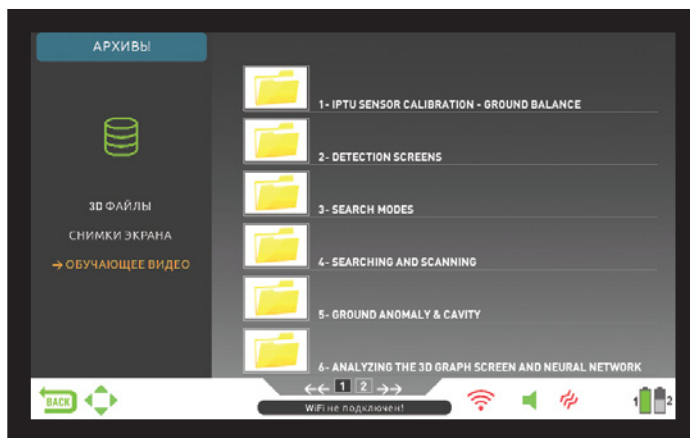 АРХИВЫ
3D ФАЙЛЫ
СНИМКИ ЭКРАНА
→ ОБУЧАЮЩЕЕ ВИДЕО
1- IPTU SENSOR CALIBRATION - GROUND BALANCE
2- DETECTION SCREENS
3- SEARCH MODES
4- SEARCHING AND SCANNING
5- GROUND ANOMALY & CAVITY
6- ANALYZING THE 3D GRAPH SCREEN AND NEURAL NETWORK
←← 1 2 →→
BACK
WiFi не подключен!
1 2